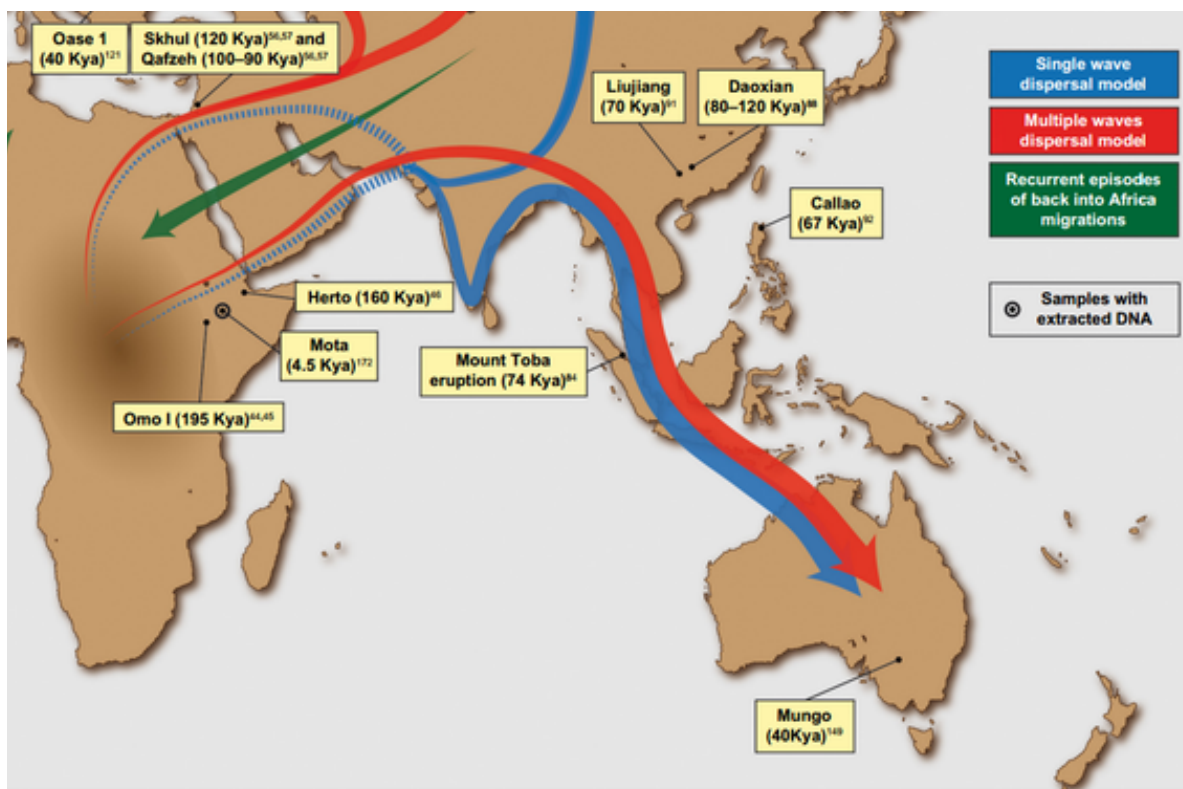 Oase 1
(40 Kya)¹²¹
Skhul (120 Kya)⁵⁶,⁵⁷ and
Qafzeh (100–90 Kya)⁵⁶,⁵⁷
Liujiang
(70 Kya)⁹¹
Daoxian
(80–120 Kya)⁸⁸
Single wave
dispersal model
Multiple waves
dispersal model
Recurrent episodes
of back into Africa
migrations
Callao
(67 Kya)⁹²
Herto (160 Kya)⁴⁶
Samples with
extracted DNA
Mota
(4.5 Kya)¹⁷²
Mount Toba
eruption (74 Kya)⁸⁴
Omo I (195 Kya)⁴⁴,⁴⁵
Mungo
(40Kya)¹⁴⁹